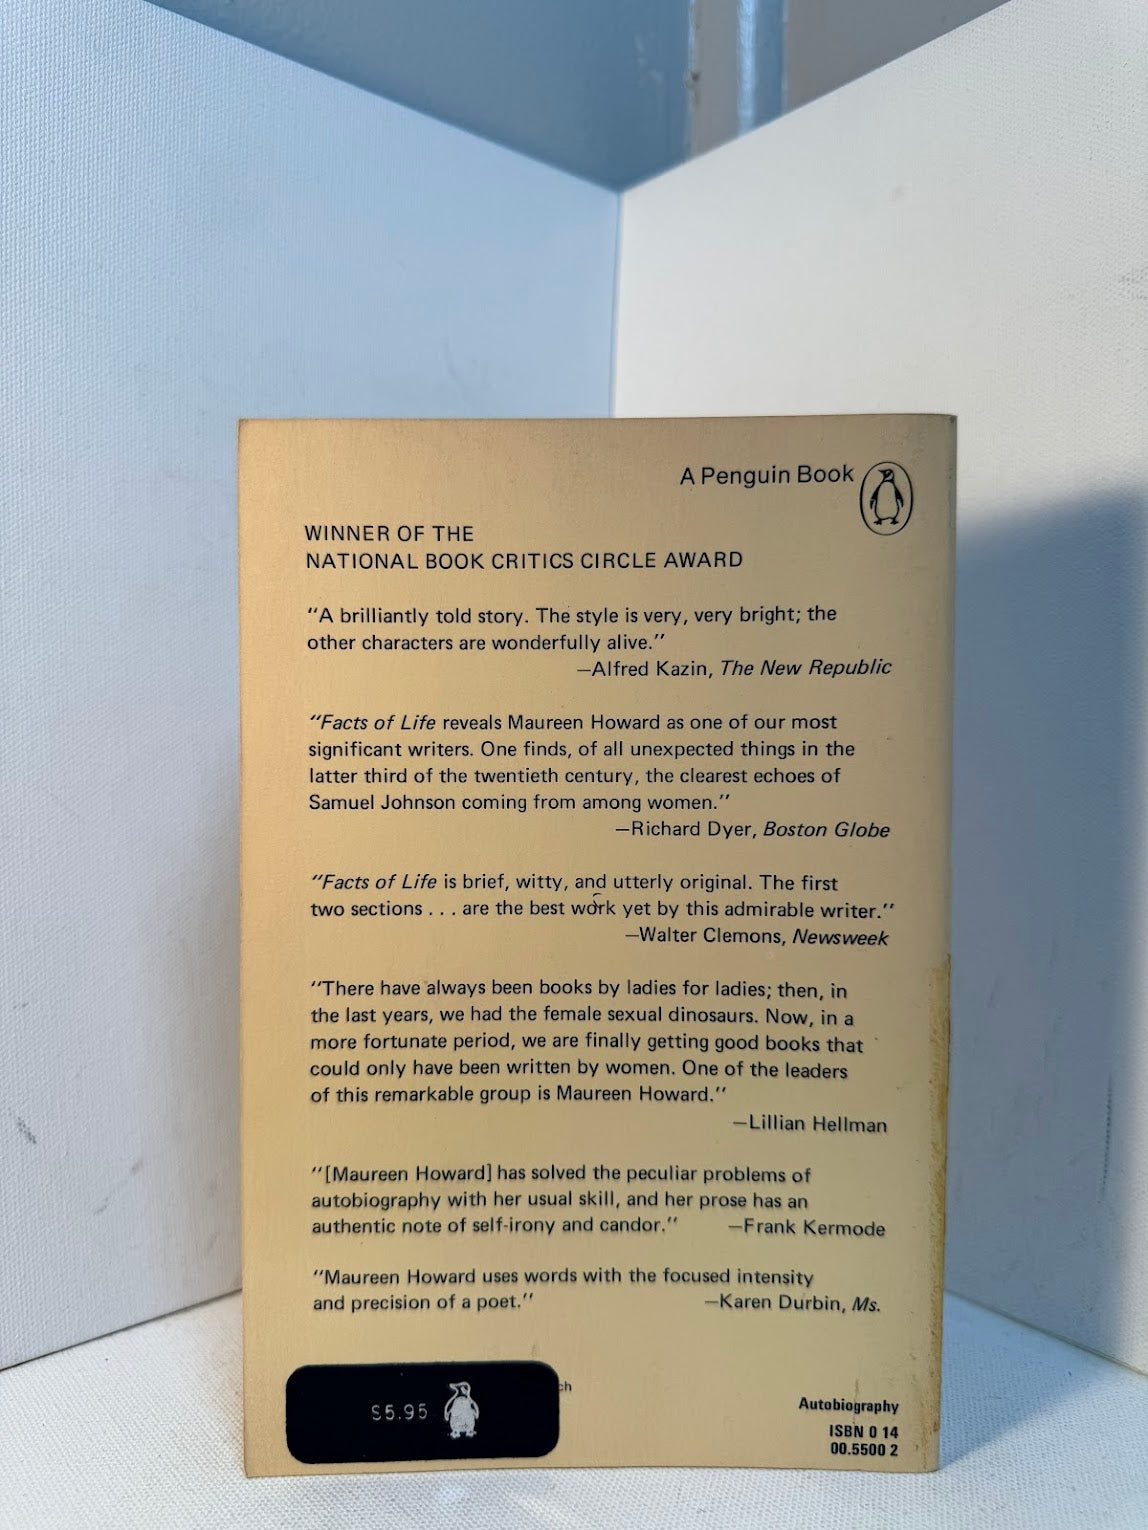 A Penguin Book
WINNER OF THE
NATIONAL BOOK CRITICS CIRCLE AWARD
"A brilliantly told story. The style is very, very bright; the
other characters are wonderfully alive."
—Alfred Kazin, The New Republic
"Facts of Life reveals Maureen Howard as one of our most
significant writers. One finds, of all unexpected things in the
latter third of the twentieth century, the clearest echoes of
Samuel Johnson coming from among women."
—Richard Dyer, Boston Globe
"Facts of Life is brief, witty, and utterly original. The first
two sections . . . are the best work yet by this admirable writer."
—Walter Clemons, Newsweek
"There have always been books by ladies for ladies; then, in
the last years, we had the female sexual dinosaurs. Now, in a
more fortunate period, we are finally getting good books that
could only have been written by women. One of the leaders
of this remarkable group is Maureen Howard."
—Lillian Hellman
"[Maureen Howard] has solved the peculiar problems of
autobiography with her usual skill, and her prose has an
authentic note of self-irony and candor." —Frank Kermode
"Maureen Howard uses words with the focused intensity
and precision of a poet." —Karen Durbin, Ms.
$5.95
Autobiography
ISBN 0 14
00.5500 2